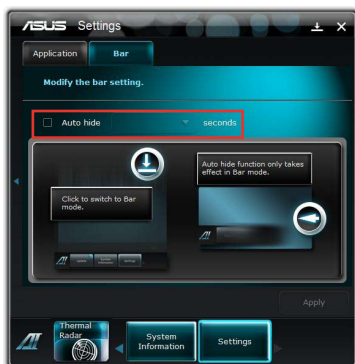 ASUS Settings
Application Bar
Modify the bar setting.
Auto hide seconds
Auto hide function only takes
effect in Bar mode.
Click to switch to Bar
mode.
Apply
Thermal
Radar
System
Information
Settings